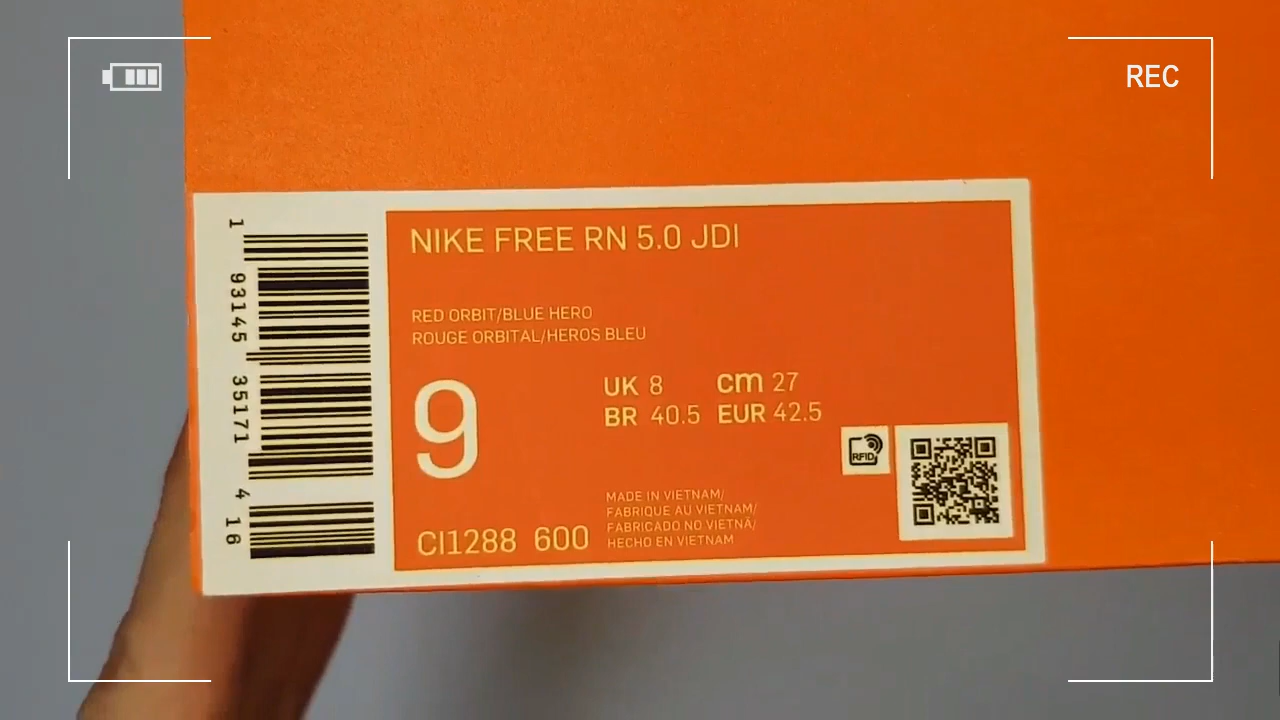 REC
NIKE FREE RN 5.0 JDI
RED ORBIT/BLUE HERO
ROUGE ORBITAL/HEROS BLEU
9
UK 8 cm 27
BR 40.5 EUR 42.5
RFID
MADE IN VIETNAM/
FABRIQUE AU VIETNAM/
FABRICADO NO VIETNÃ/
HECHO EN VIETNAM
CI1288 600
1 93145 35171 4 16